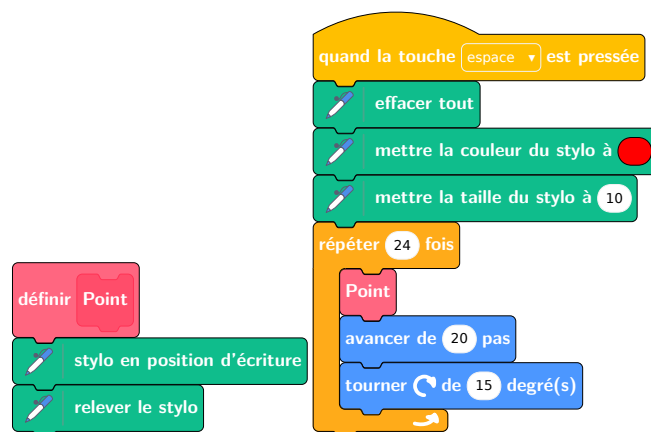 quand la touche espace ▾ est pressée
effacer tout
mettre la couleur du stylo à
mettre la taille du stylo à 10
répéter 24 fois
Point
avancer de 20 pas
tourner de 15 degré(s)
définir Point
stylo en position d'écriture
relever le stylo